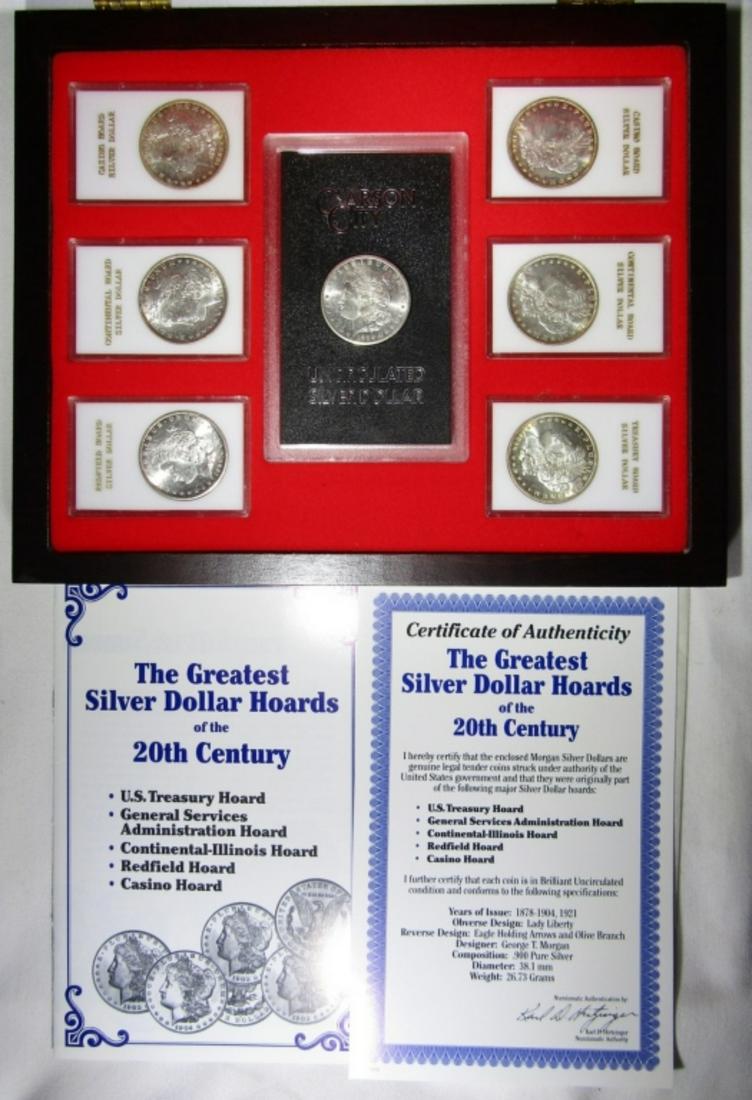 CASINO HOARD
SILVER DOLLAR
CONTINENTAL HOARD
SILVER DOLLAR
REDFIELD HOARD
SILVER DOLLAR
CARSON
CITY
UNCIRCULATED
SILVER DOLLAR
CASINO HOARD
SILVER DOLLAR
CONTINENTAL HOARD
SILVER DOLLAR
TREASURY HOARD
SILVER DOLLAR
The Greatest
Silver Dollar Hoards
of the
20th Century
• U.S. Treasury Hoard
• General Services
Administration Hoard
• Continental-Illinois Hoard
• Redfield Hoard
• Casino Hoard
Certificate of Authenticity
The Greatest
Silver Dollar Hoards
of the
20th Century
I hereby certify that the enclosed Morgan Silver Dollars are
genuine legal tender coins struck under authority of the
United States government and that they were originally part
of the following major Silver Dollar hoards:
• U.S. Treasury Hoard
• General Services Administration Hoard
• Continental-Illinois Hoard
• Redfield Hoard
• Casino Hoard
I further certify that each coin is in Brilliant Uncirculated
condition and conforms to the following specifications:
Years of Issue: 1878-1904, 1921
Obverse Design: Lady Liberty
Reverse Design: Eagle Holding Arrows and Olive Branch
Designer: George T. Morgan
Composition: .900 Pure Silver
Diameter: 38.1 mm
Weight: 26.73 Grams
Numismatic Authentication by
Numismatic Authority